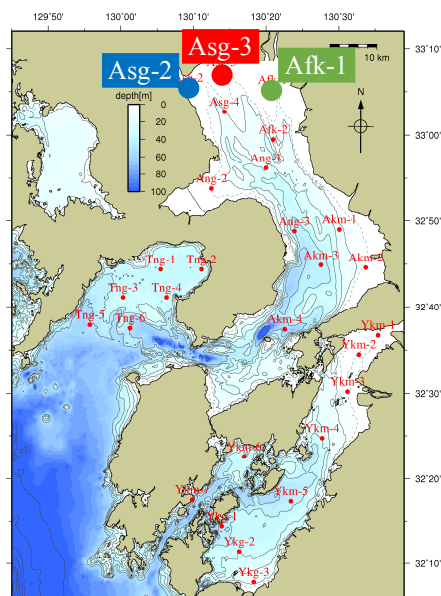 129°50' 130°00' 130°10' 130°20' 130°30'
33°10'
10 km
Asg-3
Asg-2
Afk-1
depth[m]
0
20
40
60
80
100
N
Asg-4
33°00'
Afk-2
Ang-3
Ang-2
32°50'
Ang-3
Akm-1
Tng-1
Tng-2
Akm-3
Tng-3
Tng-4
32°40'
Tng-5
Tng-6
Akm-4
Ykm-1
Ykm-2
32°30'
Ykm-3
Ykm-4
Ykm-6
32°20'
Ykm-5
Ykg-1
Ykg-2
32°10'
Ykg-3